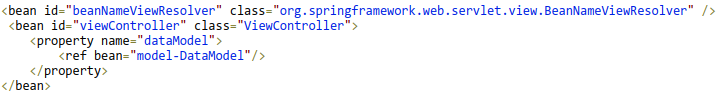 <bean id="beanNameViewResolver" class="org.springframework.web.servlet.view.BeanNameViewResolver" />
<bean id="viewController" class="ViewController">
<property name="dataModel">
<ref bean="model-DataModel"/>
</property>
</bean>